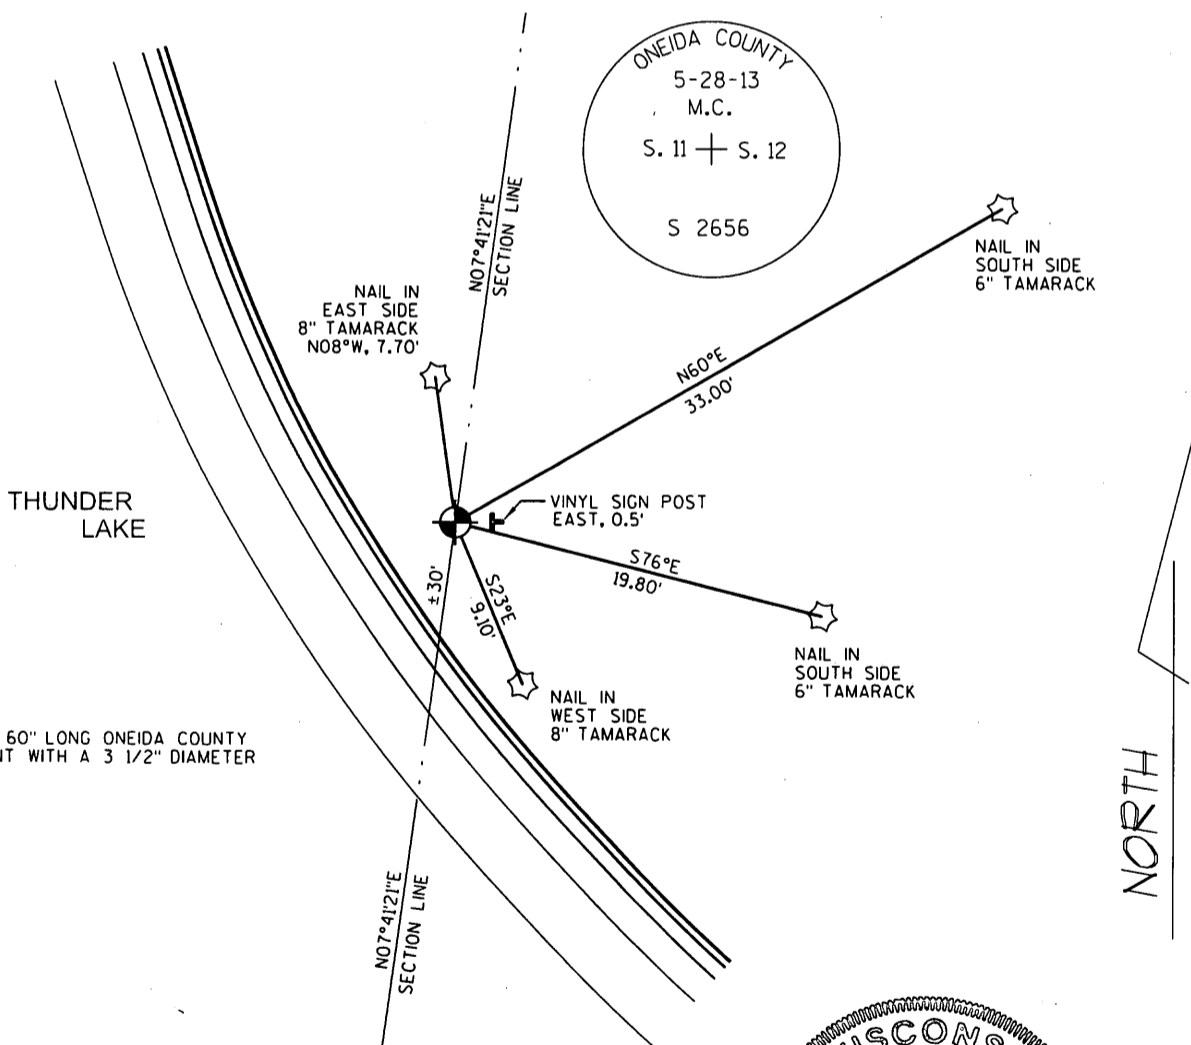 ONEIDA COUNTY
5-28-13
M.C.
S. 11 S. 12
S 2656
N07°41'21"E
SECTION LINE
NAIL IN
SOUTH SIDE
6" TAMARACK
NAIL IN
EAST SIDE
8" TAMARACK
N08°W, 7.70'
N60°E
33.00'
THUNDER
LAKE
VINYL SIGN POST
EAST, 0.5'
S76°E
19.80'
±30'
S23°E
9.10'
NAIL IN
SOUTH SIDE
6" TAMARACK
NAIL IN
WEST SIDE
8" TAMARACK
60" LONG ONEIDA COUNTY
WITH A 3 1/2" DIAMETER
NORTH
N07°41'21"E
SECTION LINE